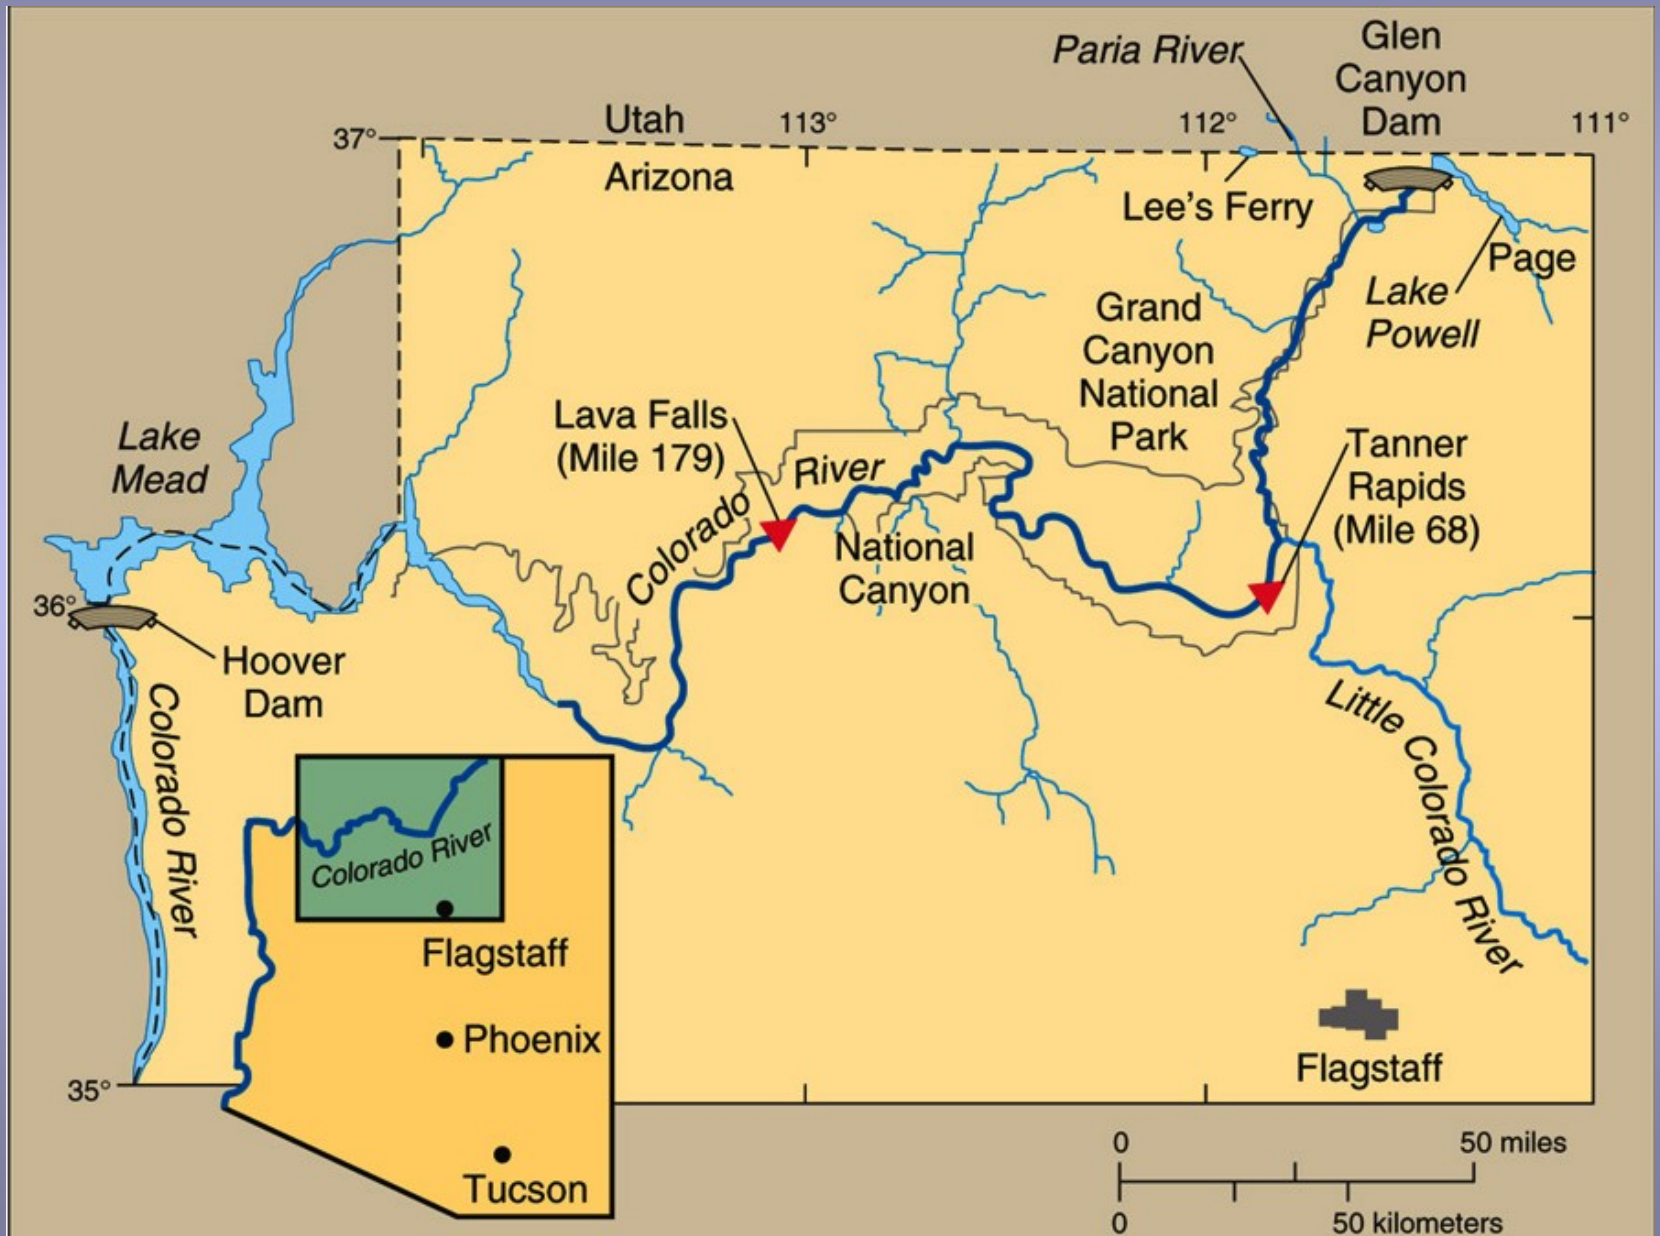 Paria River
Glen
Canyon
Dam
Utah
113°
112°
111°
37°
Arizona
Lee's Ferry
Page
Lake
Powell
Grand
Canyon
National
Park
Lava Falls
(Mile 179)
Lake
Mead
Colorado River
Tanner
Rapids
(Mile 68)
National
Canyon
36°
Hoover
Dam
Colorado River
Little Colorado River
Colorado River
Flagstaff
Phoenix
Tucson
Flagstaff
35°
0 50 miles
0 50 kilometers